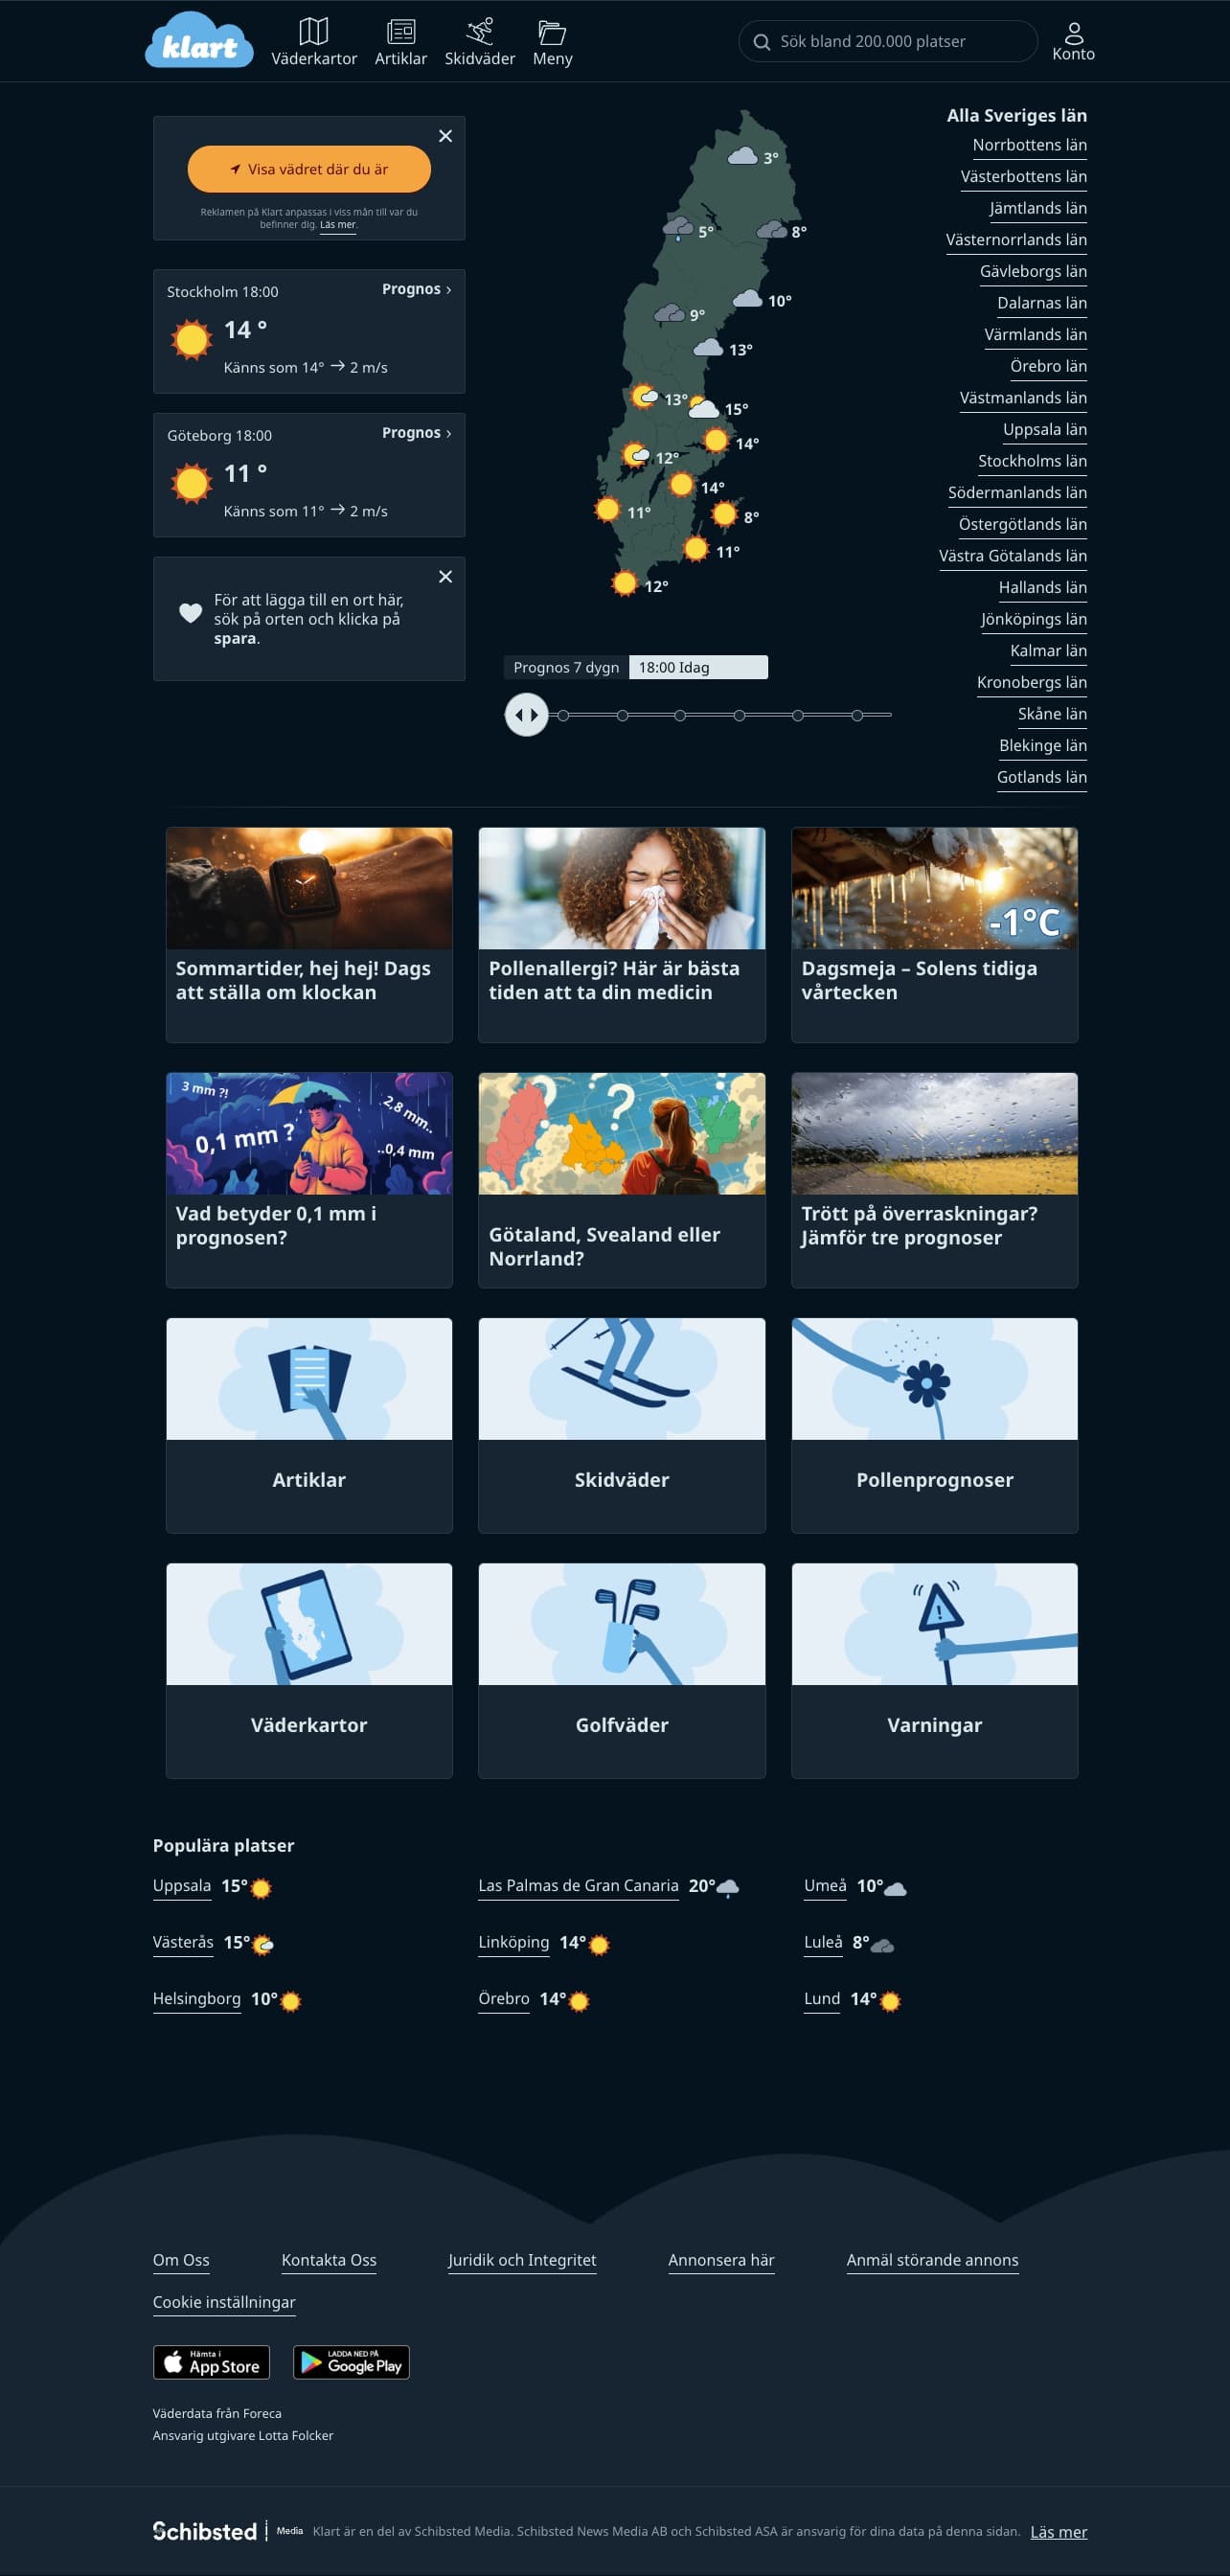 klart
Väderkartor
Artiklar
Skidväder
Meny
Sök bland 200.000 platser
Konto
Visa vädret där du är
Reklamen på Klart anpassas i viss mån till var du
befinner dig. Läs mer.
Stockholm 18:00
Prognos ›
14 °
Känns som 14° → 2 m/s
Göteborg 18:00
Prognos ›
11 °
Känns som 11° → 2 m/s
För att lägga till en ort här,
sök på orten och klicka på
spara.
3°
5°
8°
10°
9°
13°
13°
15°
14°
12°
14°
11°
8°
11°
12°
Prognos 7 dygn
18:00 Idag
Alla Sveriges län
Norrbottens län
Västerbottens län
Jämtlands län
Västernorrlands län
Gävleborgs län
Dalarnas län
Värmlands län
Örebro län
Västmanlands län
Uppsala län
Stockholms län
Södermanlands län
Östergötlands län
Västra Götalands län
Hallands län
Jönköpings län
Kalmar län
Kronobergs län
Skåne län
Blekinge län
Gotlands län
Sommartider, hej hej! Dags
att ställa om klockan
Pollenallergi? Här är bästa
tiden att ta din medicin
-1°C
Dagsmeja – Solens tidiga
vårtecken
3 mm ?!
0,1 mm ?
2,8 mm..
..0,4 mm
Vad betyder 0,1 mm i
prognosen?
? ?
Götaland, Svealand eller
Norrland?
Trött på överraskningar?
Jämför tre prognoser
Artiklar
Skidväder
Pollenprognoser
Väderkartor
Golfväder
!
Varningar
Populära platser
Uppsala 15°
Las Palmas de Gran Canaria 20°
Umeå 10°
Västerås 15°
Linköping 14°
Luleå 8°
Helsingborg 10°
Örebro 14°
Lund 14°
Om Oss
Kontakta Oss
Juridik och Integritet
Annonsera här
Anmäl störande annons
Cookie inställningar
Hämta i
App Store
LADDA NED PÅ
Google Play
Väderdata från Foreca
Ansvarig utgivare Lotta Folcker
Schibsted | Media
Klart är en del av Schibsted Media. Schibsted News Media AB och Schibsted ASA är ansvarig för dina data på denna sidan. Läs mer